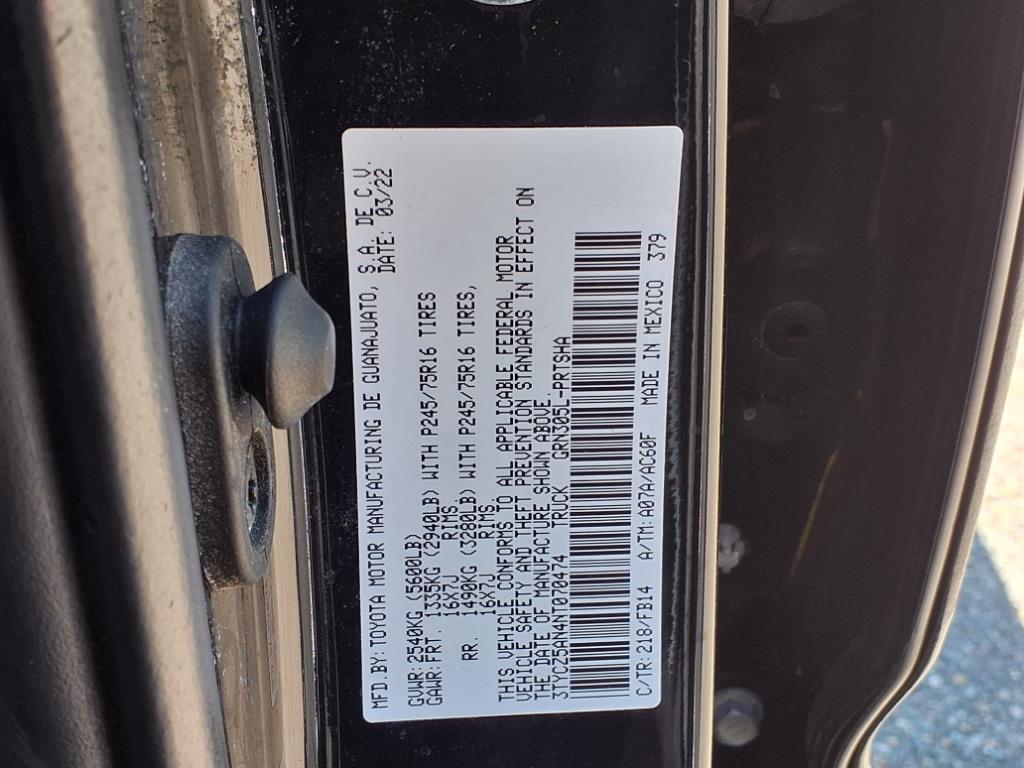 MFD.BY: TOYOTA MOTOR MANUFACTURING DE GUANAJUATO, S.A. DE C.V.
DATE: 03/22
GVWR: 2540KG (5600LB)
GAWR: FRT. 1335KG (2940LB) WITH P245/75R16 TIRES
16X7J RIMS,
RR. 1490KG (3280LB) WITH P245/75R16 TIRES,
16X7J RIMS.
THIS VEHICLE CONFORMS TO ALL APPLICABLE FEDERAL MOTOR
VEHICLE SAFETY AND THEFT PREVENTION STANDARDS IN EFFECT ON
THE DATE OF MANUFACTURE SHOWN ABOVE.
3TYCZ5AN4NT070474 TRUCK GRN305L-PRTSHA
C/TR: 218/FB14 A/TM: A07A/AC60F MADE IN MEXICO 379